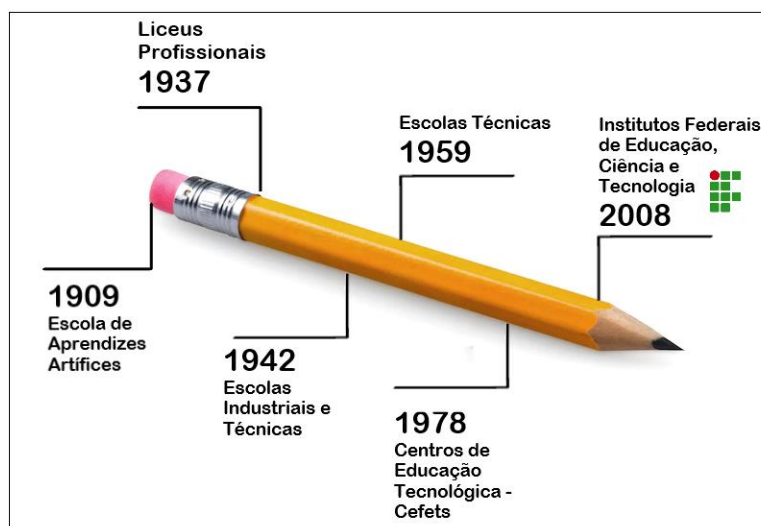 Liceus
Profissionais
1937
Escolas Técnicas
1959
Institutos Federais
de Educação,
Ciência e
Tecnologia
2008
1909
Escola de
Aprendizes
Artífices
1942
Escolas
Industriais e
Técnicas
1978
Centros de
Educação
Tecnológica -
Cefets